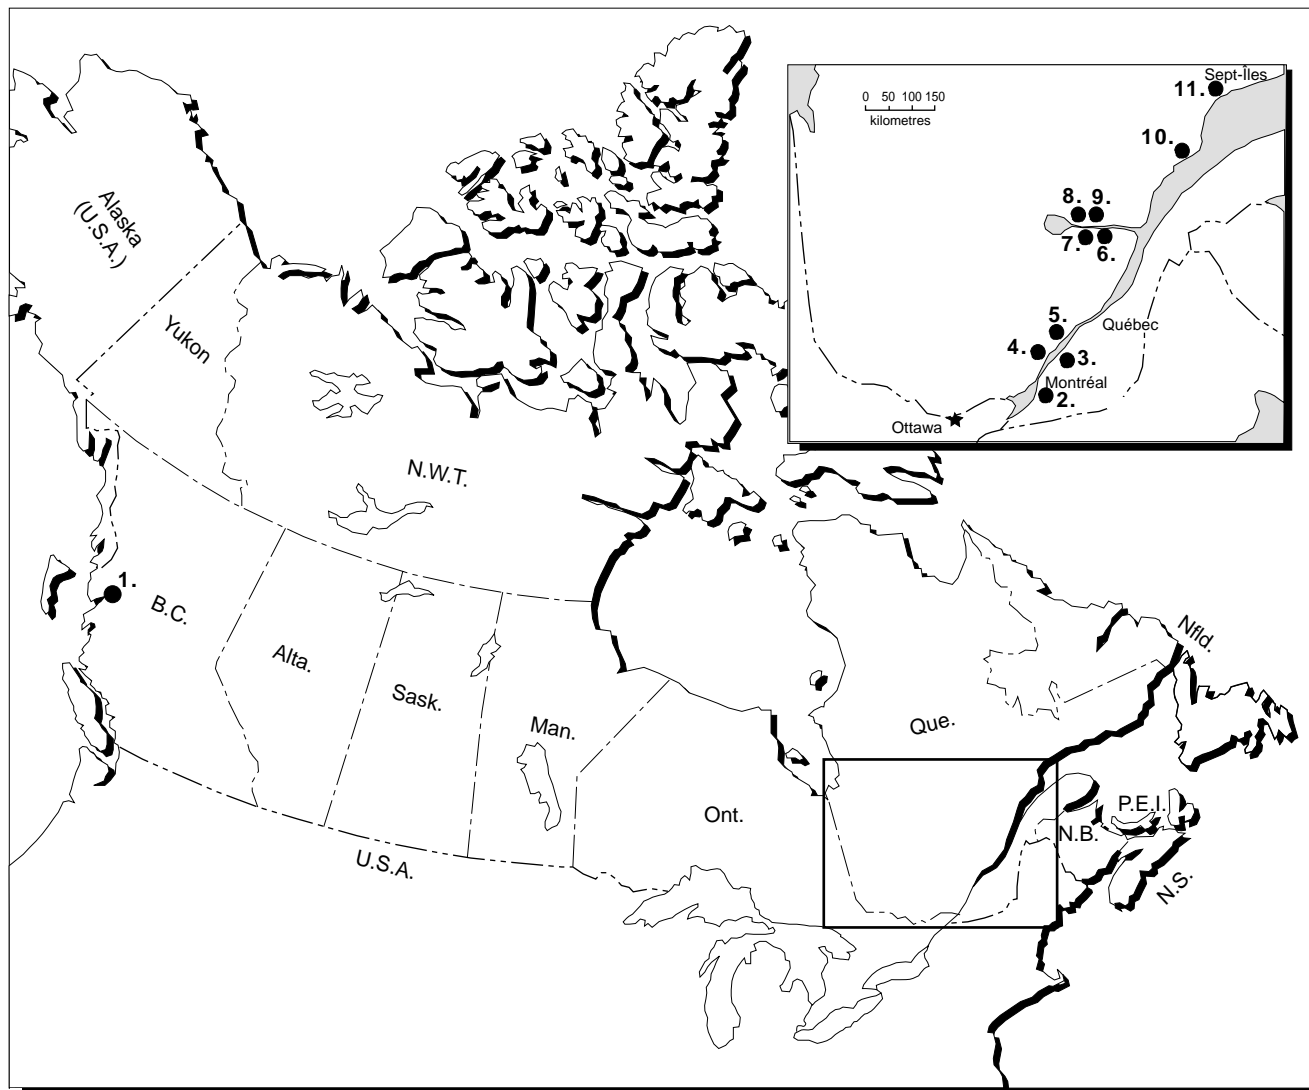 Sept-Îles
11.
0 50 100 150
kilometres
10.
8. 9.
7. 6.
5.
Québec
4.
3.
Montréal
2.
Ottawa
Alaska
(U.S.A.)
Yukon
N.W.T.
1.
B.C.
Alta.
Sask.
Man.
Ont.
Que.
Nfld.
P.E.I.
N.B.
N.S.
U.S.A.